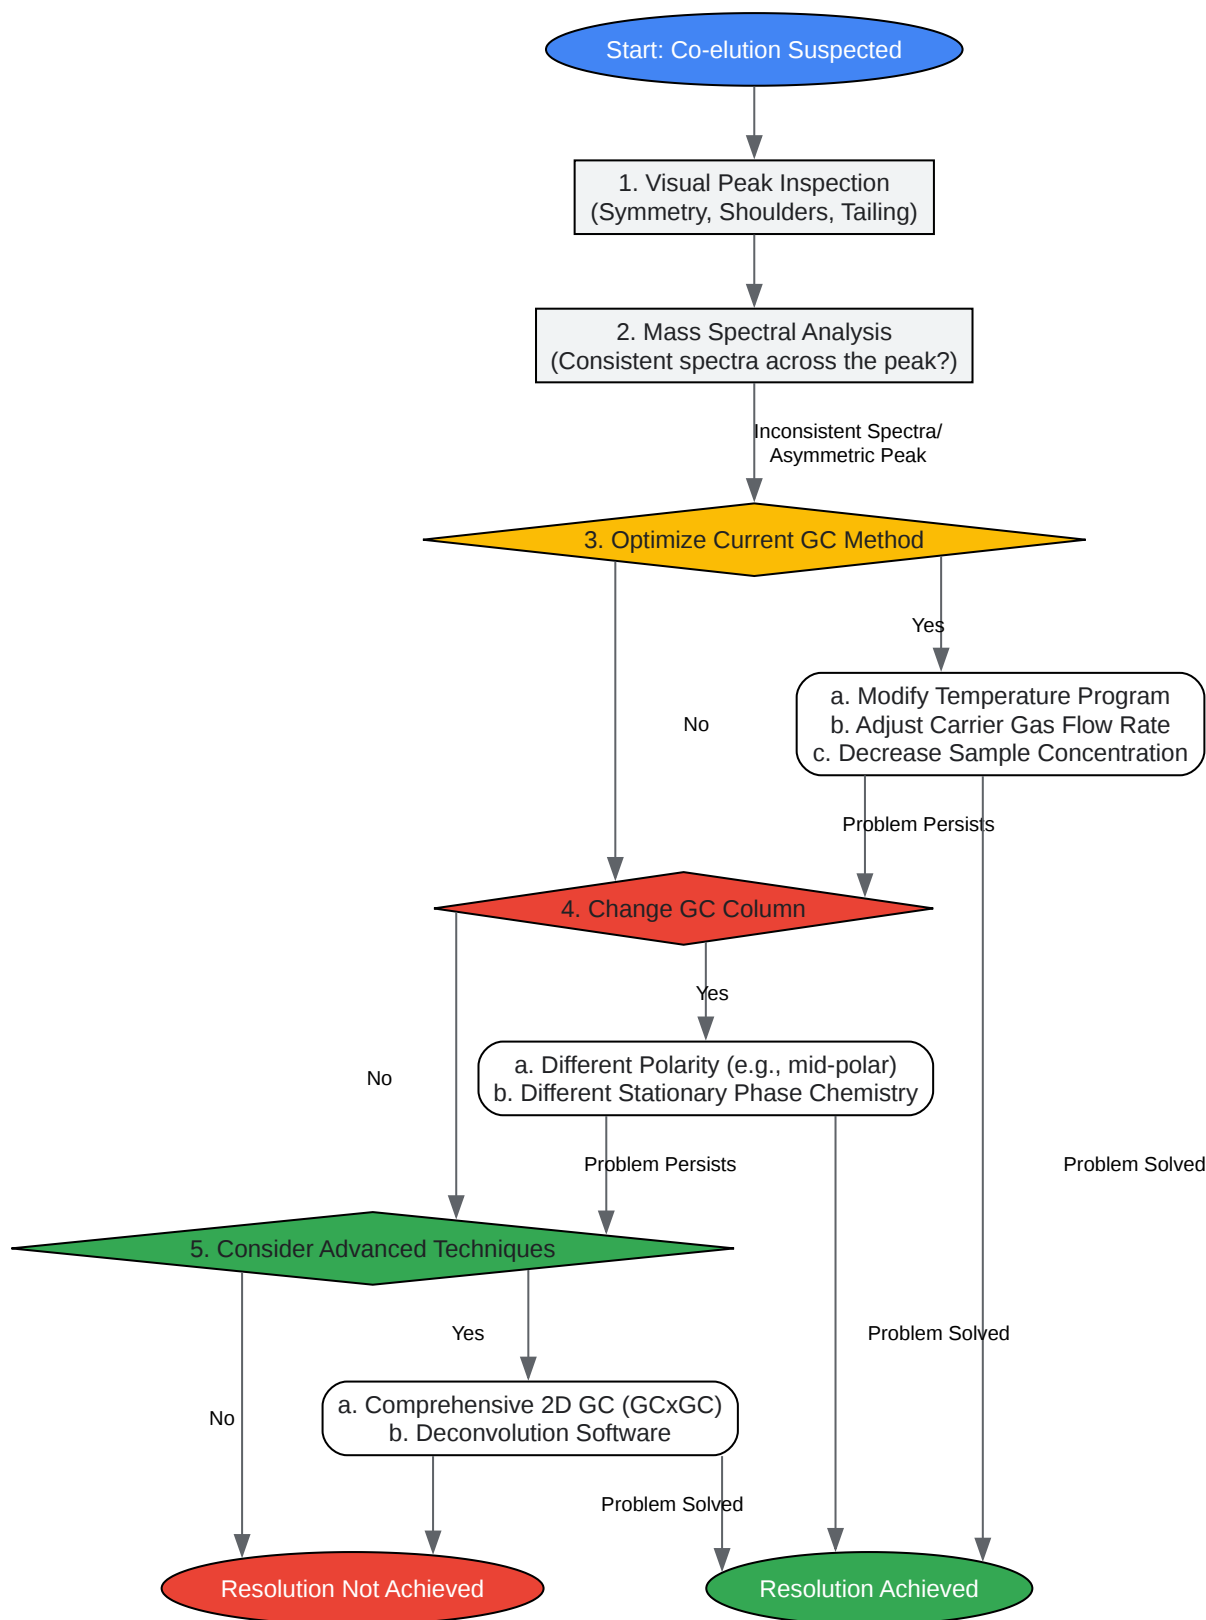 Start: Co-elution Suspected
1. Visual Peak Inspection
(Symmetry, Shoulders, Tailing)
2. Mass Spectral Analysis
(Consistent spectra across the peak?)
Inconsistent Spectra/
Asymmetric Peak
3. Optimize Current GC Method
Yes
No
a. Modify Temperature Program
b. Adjust Carrier Gas Flow Rate
c. Decrease Sample Concentration
Problem Persists
4. Change GC Column
Yes
No
a. Different Polarity (e.g., mid-polar)
b. Different Stationary Phase Chemistry
Problem Persists
Problem Solved
5. Consider Advanced Techniques
Yes
Problem Solved
No
a. Comprehensive 2D GC (GCxGC)
b. Deconvolution Software
Problem Solved
Resolution Not Achieved
Resolution Achieved